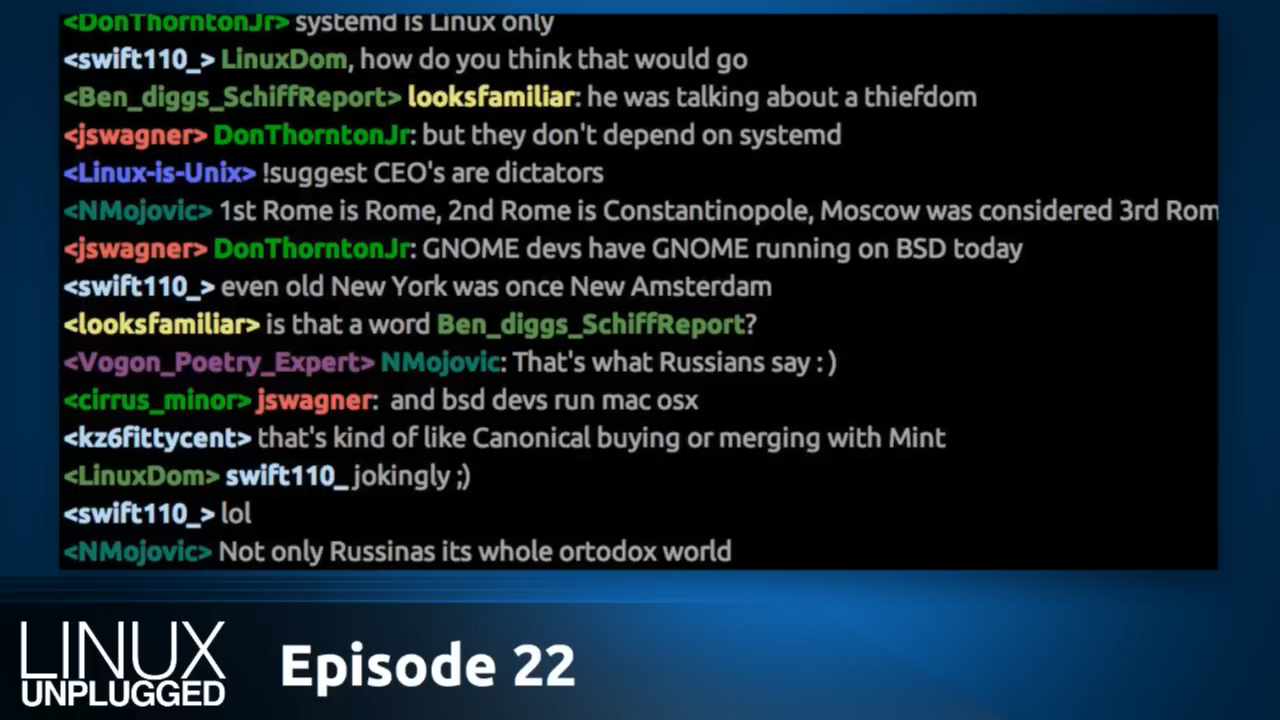 <DonThorntonJr> systemd is Linux only
<swift110_> LinuxDom, how do you think that would go
<Ben_diggs_SchiffReport> looksfamiliar: he was talking about a thiefdom
<jswagner> DonThorntonJr: but they don't depend on systemd
<Linux-is-Unix> !suggest CEO's are dictators
<NMojovic> 1st Rome is Rome, 2nd Rome is Constantinople, Moscow was considered 3rd Rom
<jswagner> DonThorntonJr: GNOME devs have GNOME running on BSD today
<swift110_> even old New York was once New Amsterdam
<looksfamiliar> is that a word Ben_diggs_SchiffReport?
<Vogon_Poetry_Expert> NMojovic: That's what Russians say : )
<cirrus_minor> jswagner:  and bsd devs run mac osx
<kz6fittycent> that's kind of like Canonical buying or merging with Mint
<LinuxDom> swift110_ jokingly ;)
<swift110_> lol
<NMojovic> Not only Russinas its whole ortodox world
LINUX
UNPLUGGED
Episode 22